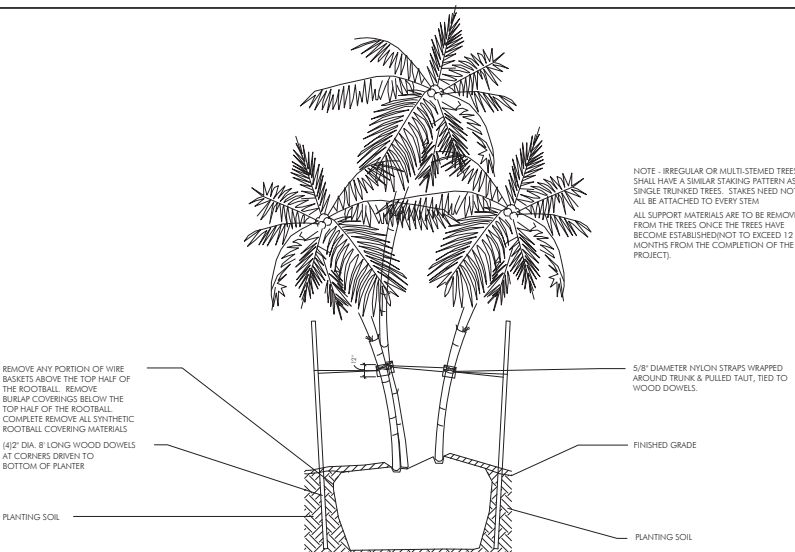 NOTE - IRREGULAR OR MULTI-STEMED TREES
SHALL HAVE A SIMILAR STAKING PATTERN AS
SINGLE TRUNKED TREES. STAKES NEED NOT
ALL BE ATTACHED TO EVERY STEM
ALL SUPPORT MATERIALS ARE TO BE REMOVE
FROM THE TREES ONCE THE TREES HAVE
BECOME ESTABLISHED(NOT TO EXCEED 12
MONTHS FROM THE COMPLETION OF THE
PROJECT).
12"
REMOVE ANY PORTION OF WIRE
BASKETS ABOVE THE TOP HALF OF
THE ROOTBALL. REMOVE
BURLAP COVERINGS BELOW THE
TOP HALF OF THE ROOTBALL.
COMPLETE REMOVE ALL SYNTHETIC
ROOTBALL COVERING MATERIALS
(4)2" DIA. 8' LONG WOOD DOWELS
AT CORNERS DRIVEN TO
BOTTOM OF PLANTER
PLANTING SOIL
5/8" DIAMETER NYLON STRAPS WRAPPED
AROUND TRUNK & PULLED TAUT, TIED TO
WOOD DOWELS.
FINISHED GRADE
PLANTING SOIL